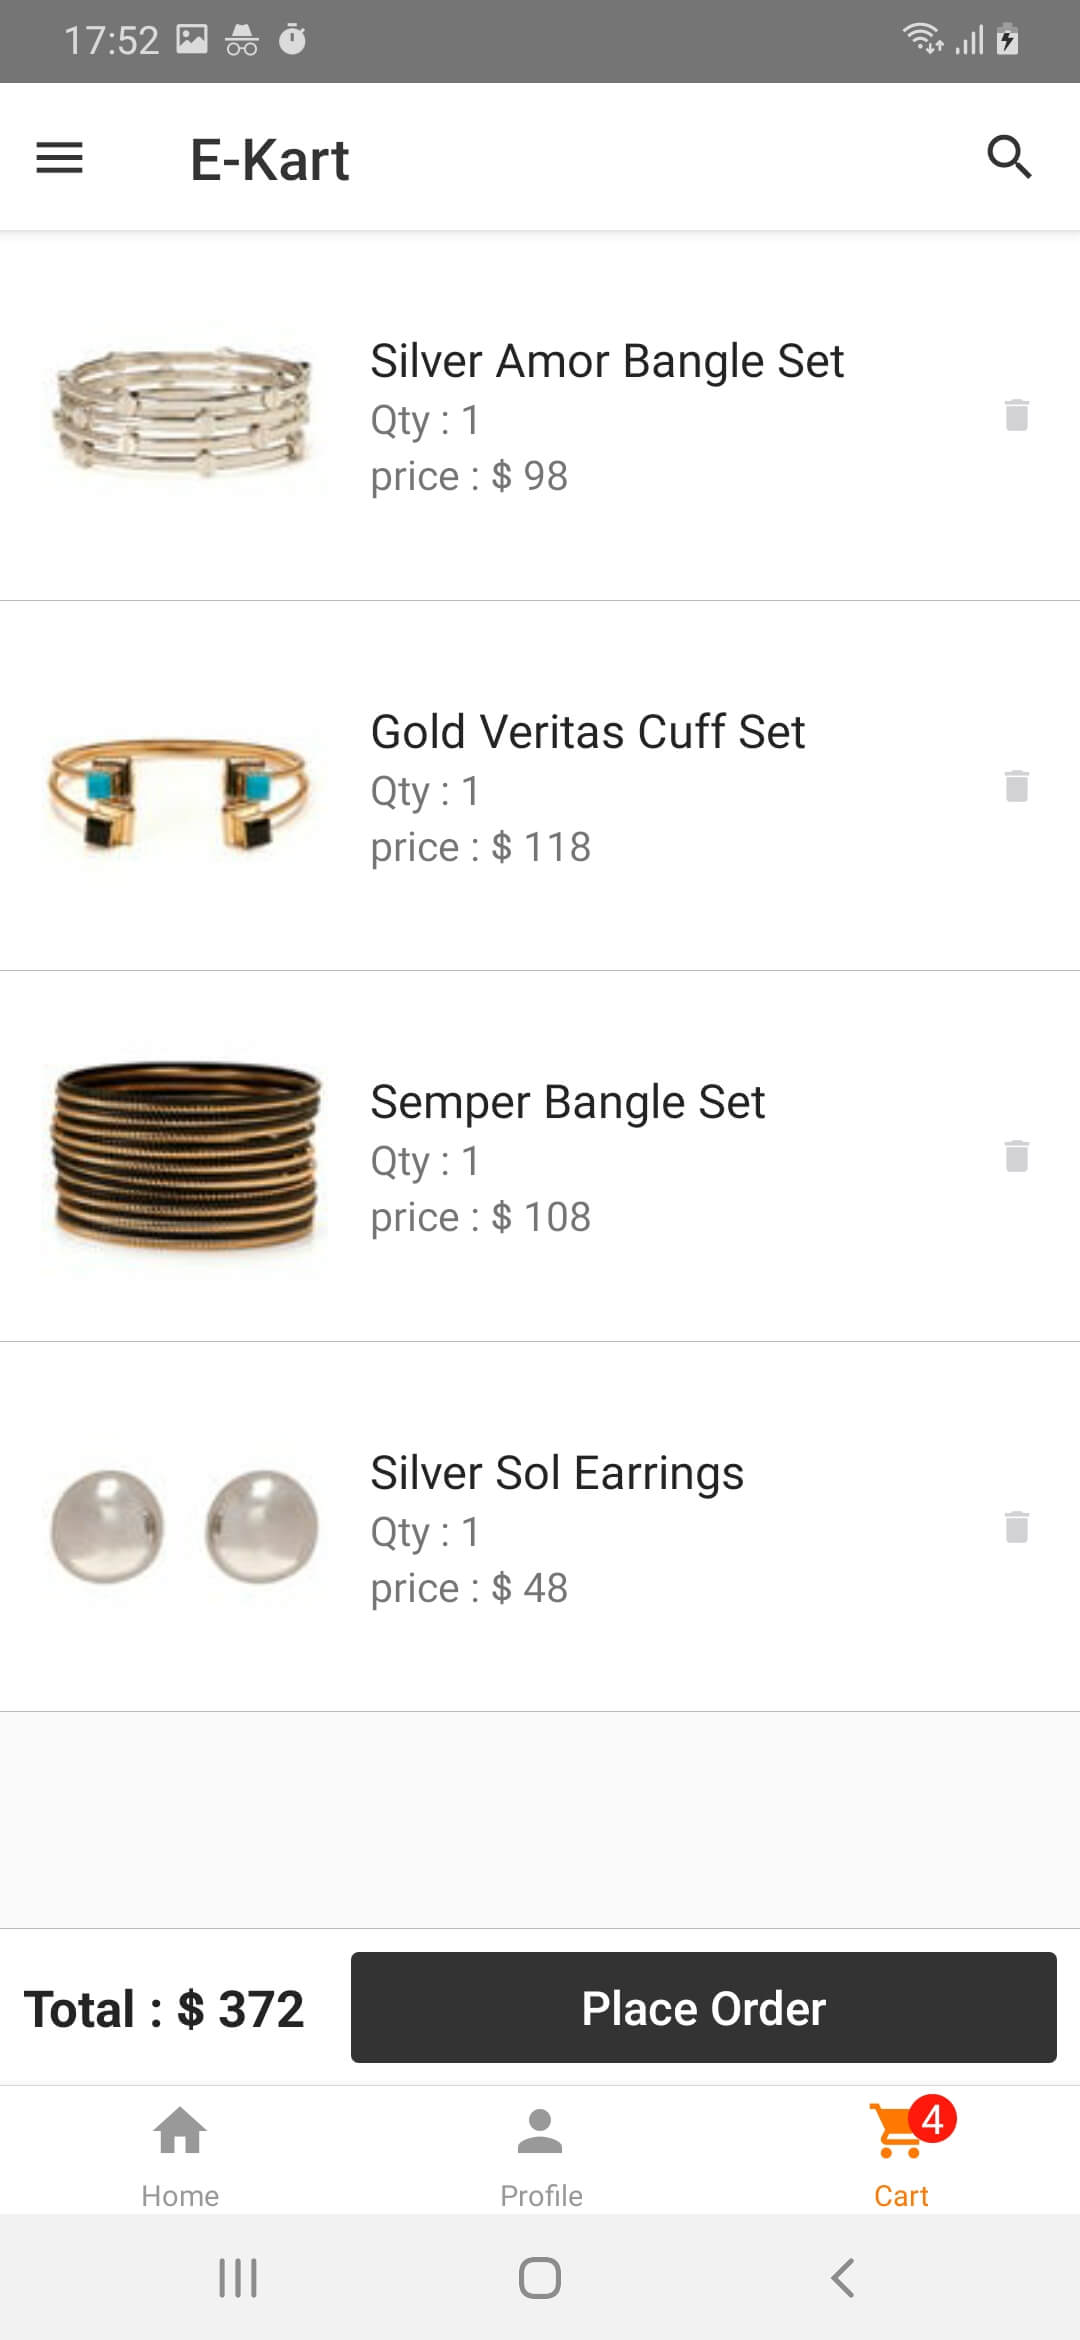 17:52
E-Kart
Silver Amor Bangle Set
Qty : 1
price : $ 98
Gold Veritas Cuff Set
Qty : 1
price : $ 118
Semper Bangle Set
Qty : 1
price : $ 108
Silver Sol Earrings
Qty : 1
price : $ 48
Total : $ 372
Place Order
4
Home
Profile
Cart